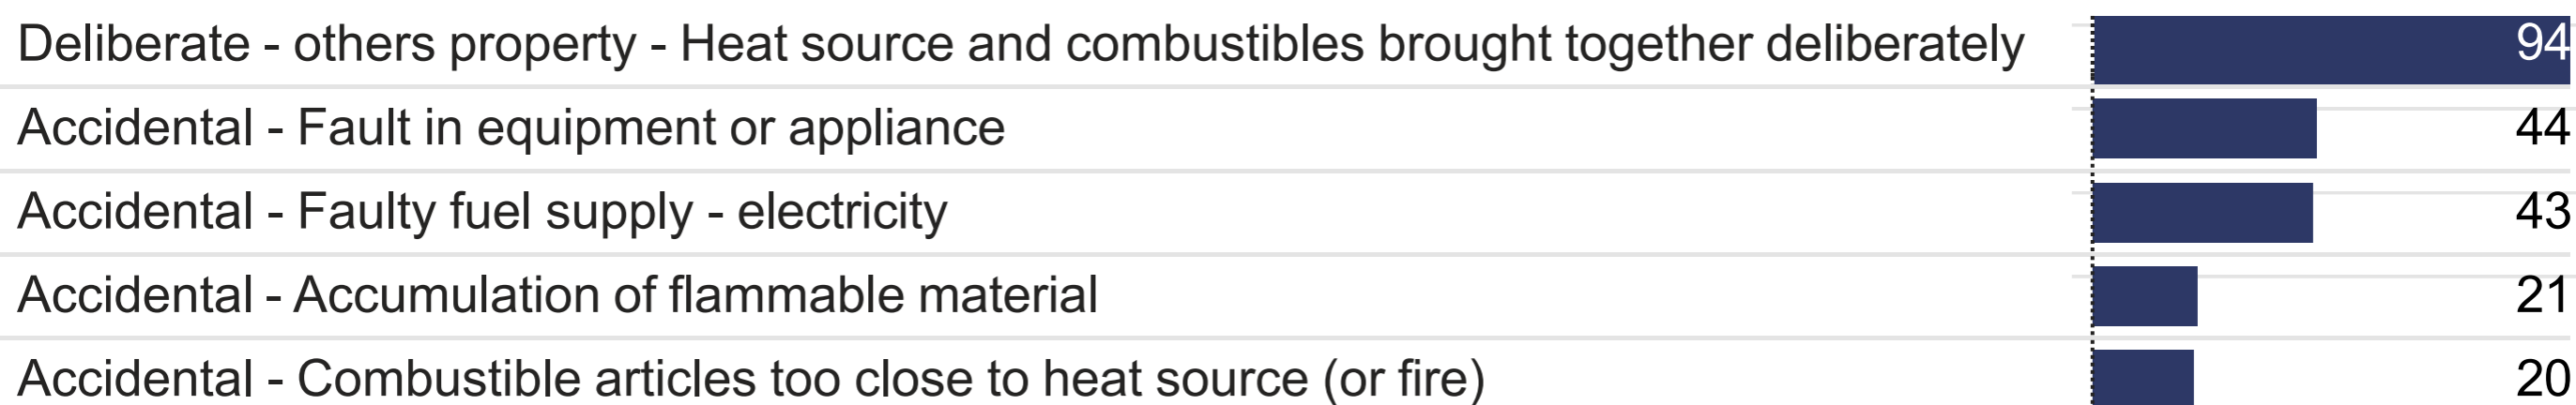 Deliberate - others property - Heat source and combustibles brought together deliberately 94
Accidental - Fault in equipment or appliance 44
Accidental - Faulty fuel supply - electricity 43
Accidental - Accumulation of flammable material 21
Accidental - Combustible articles too close to heat source (or fire) 20